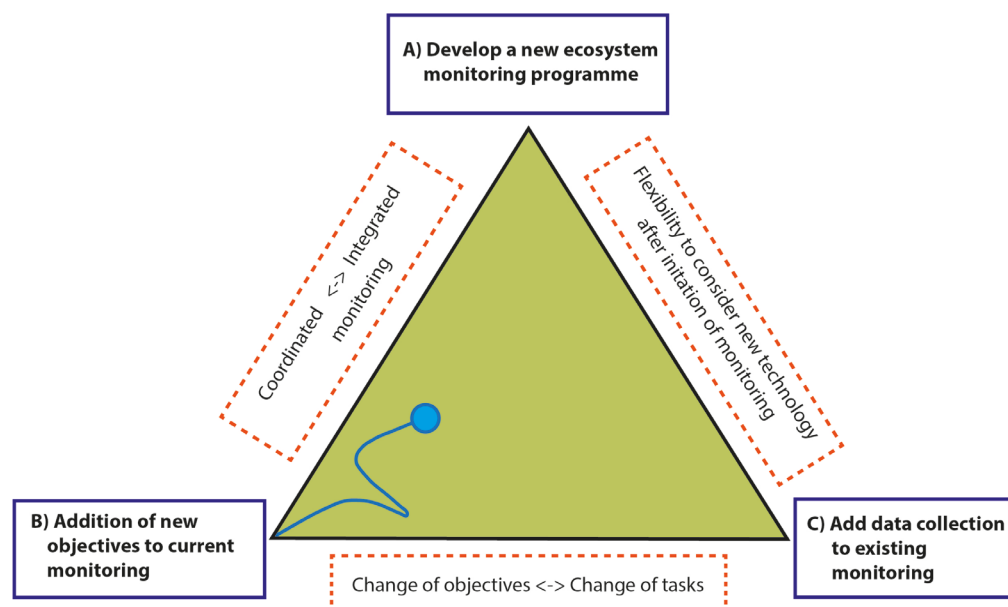 A) Develop a new ecosystem
monitoring programme
Coordinated <-> Integrated
monitoring
Flexibility to consider new technology
after initation of monitoring
B) Addition of new
objectives to current
monitoring
C) Add data collection
to existing
monitoring
Change of objectives <-> Change of tasks